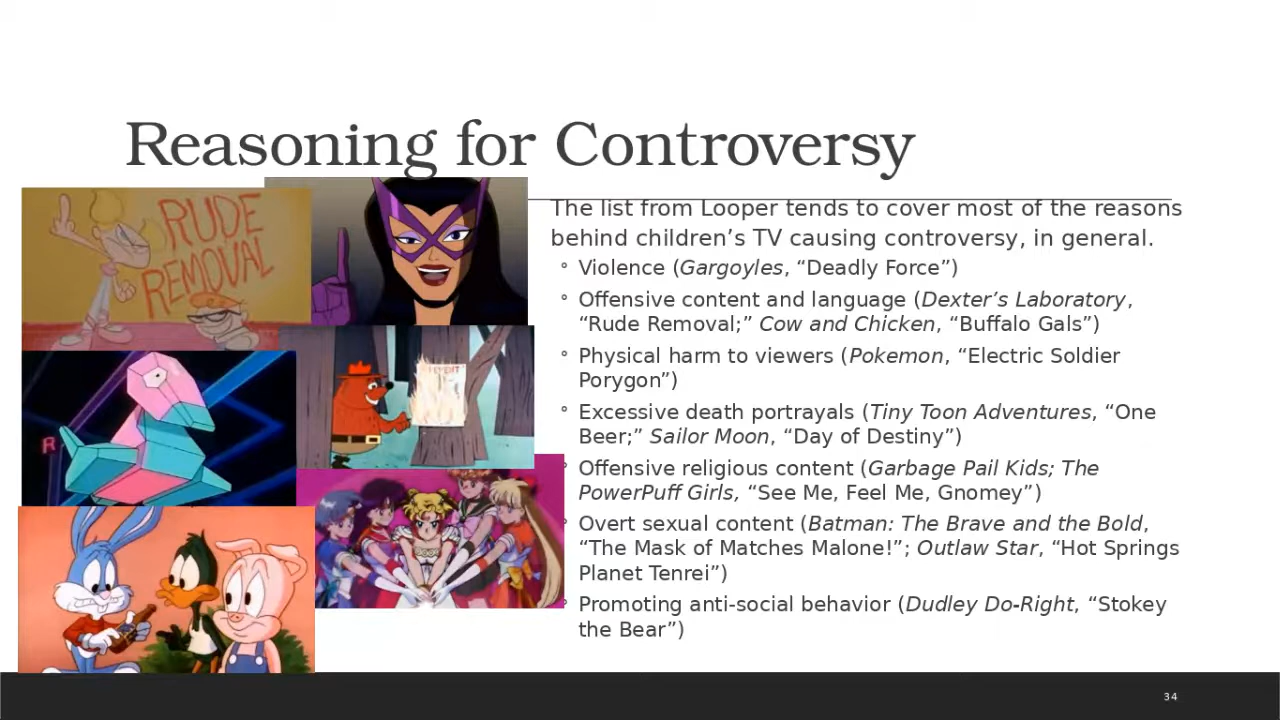 Reasoning for Controversy
RUDE
REMOVAL
R
The list from Looper tends to cover most of the reasons
behind children’s TV causing controversy, in general.
° Violence (Gargoyles, “Deadly Force”)
° Offensive content and language (Dexter’s Laboratory,
“Rude Removal;” Cow and Chicken, “Buffalo Gals”)
° Physical harm to viewers (Pokemon, “Electric Soldier
Porygon”)
° Excessive death portrayals (Tiny Toon Adventures, “One
Beer;” Sailor Moon, “Day of Destiny”)
° Offensive religious content (Garbage Pail Kids; The
PowerPuff Girls, “See Me, Feel Me, Gnomey”)
° Overt sexual content (Batman: The Brave and the Bold,
“The Mask of Matches Malone!”; Outlaw Star, “Hot Springs
Planet Tenrei”)
° Promoting anti-social behavior (Dudley Do-Right, “Stokey
the Bear”)
34